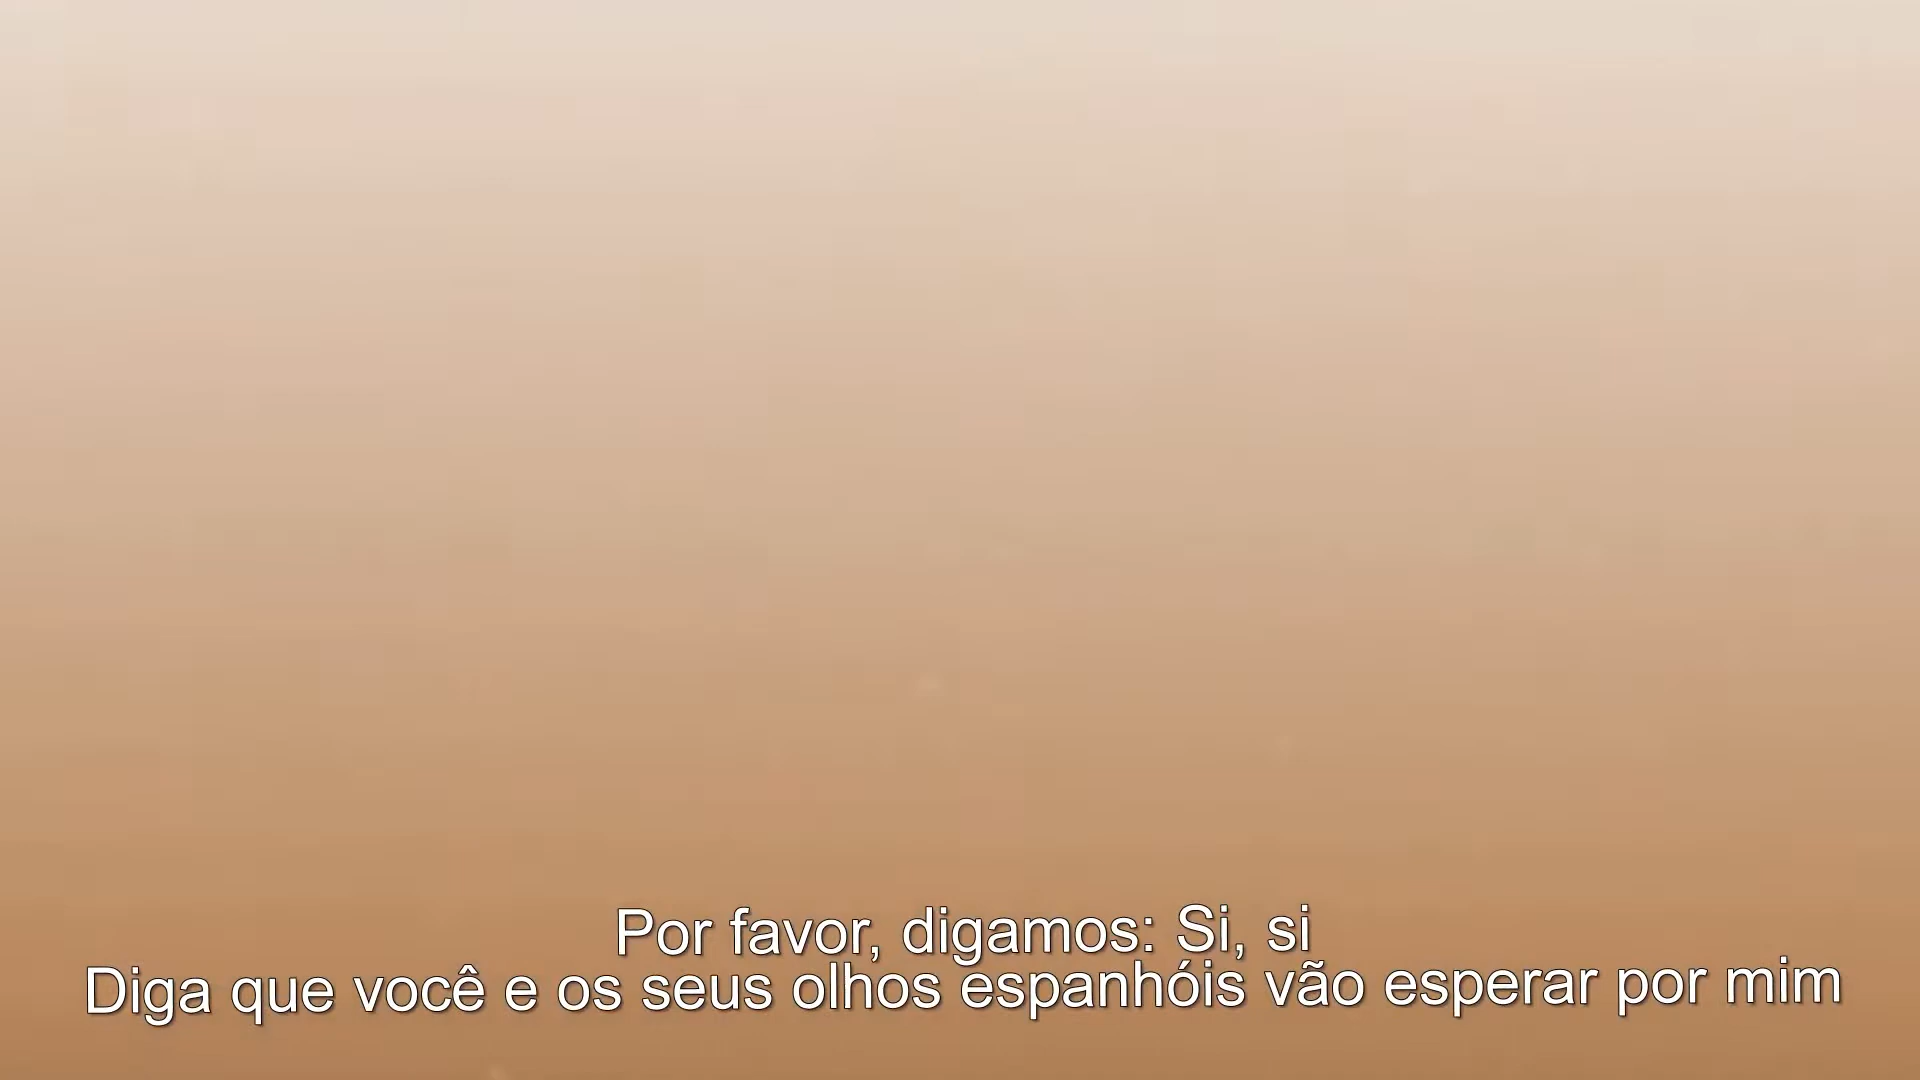 Por favor, digamos: Si, si
Diga que você e os seus olhos espanhóis vão esperar por mim